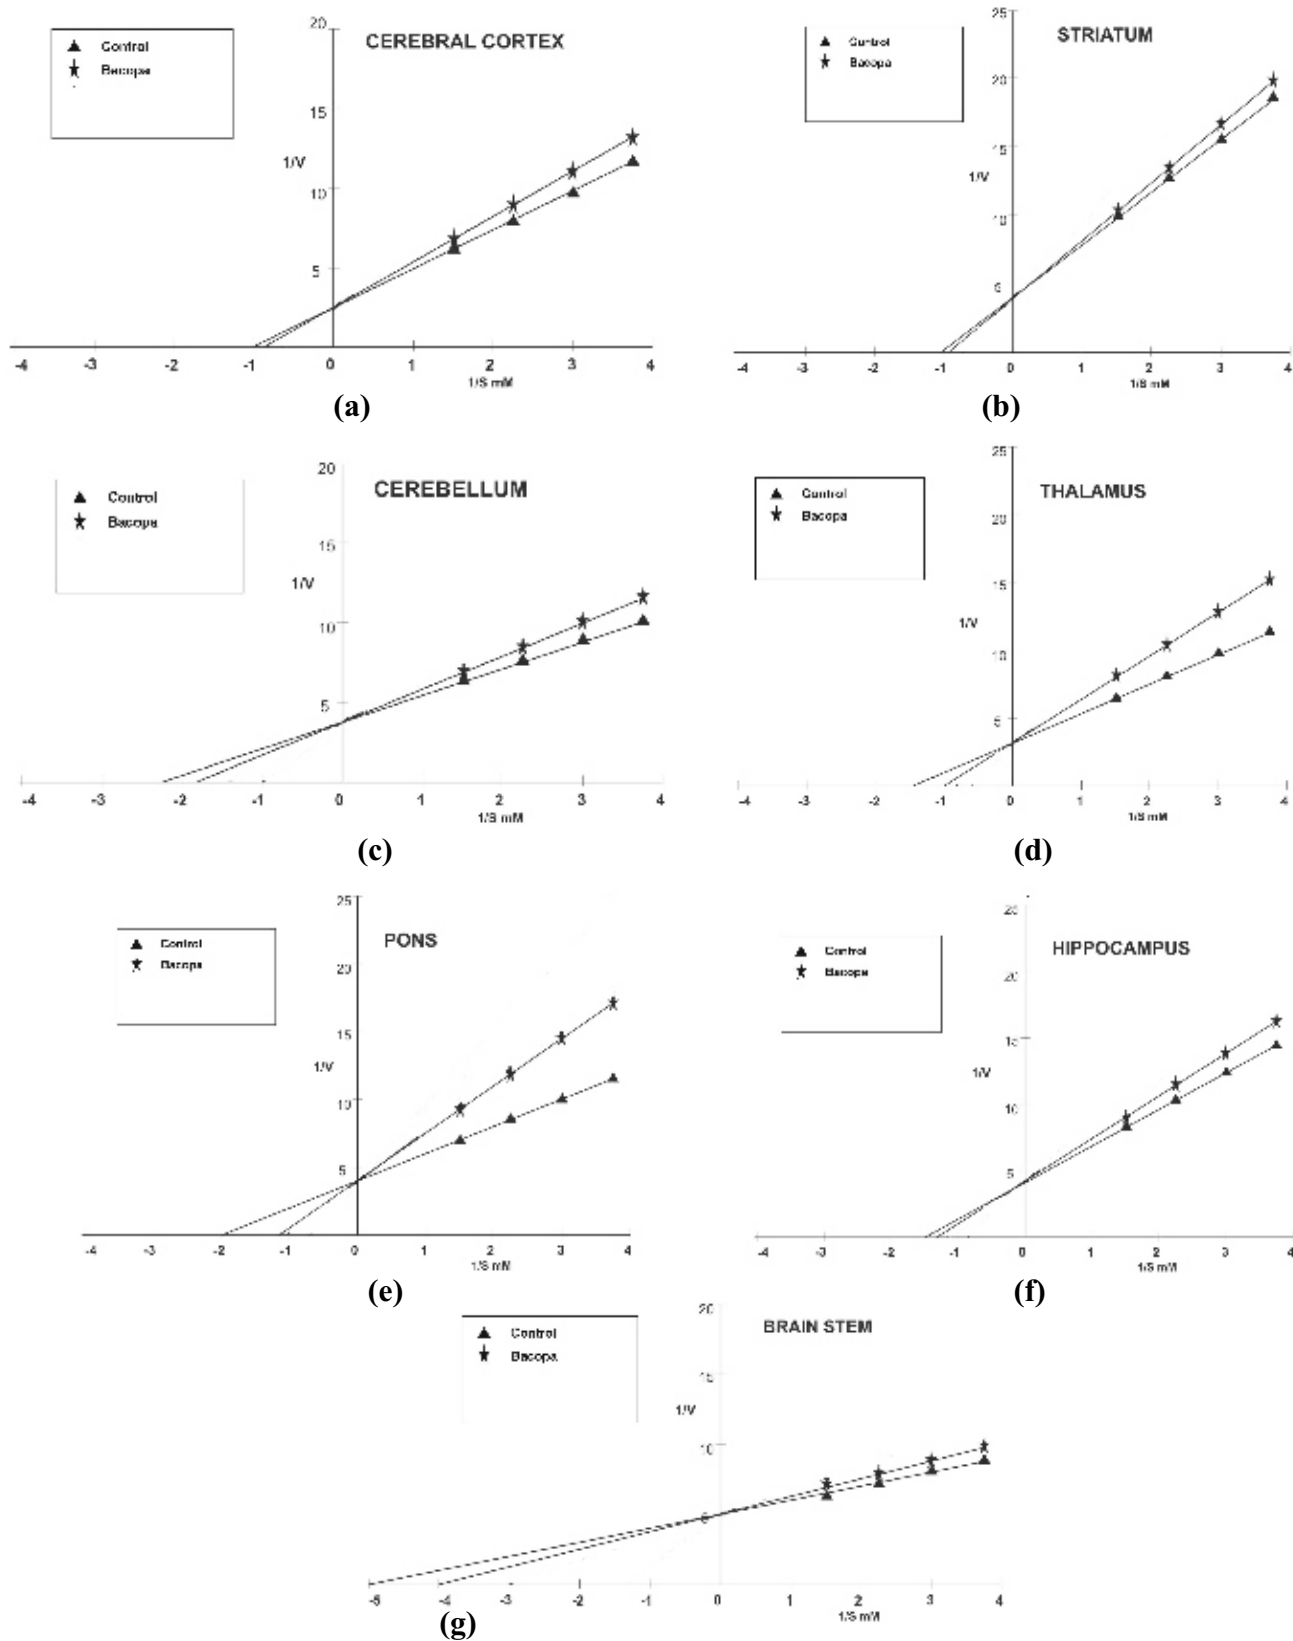 CEREBRAL CORTEX
Control
Bacopa
20
15
1/V
10
5
-4 -3 -2 -1 0 1 2 3 4
1/S mM
(a)
STRIATUM
Control
Bacopa
25
20
15
1/V
10
5
-4 -3 -2 -1 0 1 2 3 4
1/S mM
(b)
CEREBELLUM
Control
Bacopa
20
15
1/V
10
5
-4 -3 -2 -1 0 1 2 3 4
1/S mM
(c)
THALAMUS
Control
Bacopa
25
20
15
1/V
10
5
-4 -3 -2 -1 0 1 2 3 4
1/S mM
(d)
PONS
Control
Bacopa
25
20
15
1/V
10
5
-4 -3 -2 -1 0 1 2 3 4
1/S mM
(e)
HIPPOCAMPUS
Control
Bacopa
25
20
15
1/V
10
5
-4 -3 -2 -1 0 1 2 3 4
1/S mM
(f)
BRAIN STEM
Control
Bacopa
20
15
1/V
10
-4 -3 -2 -1 0 1 2 3 4
1/S mM
(g)